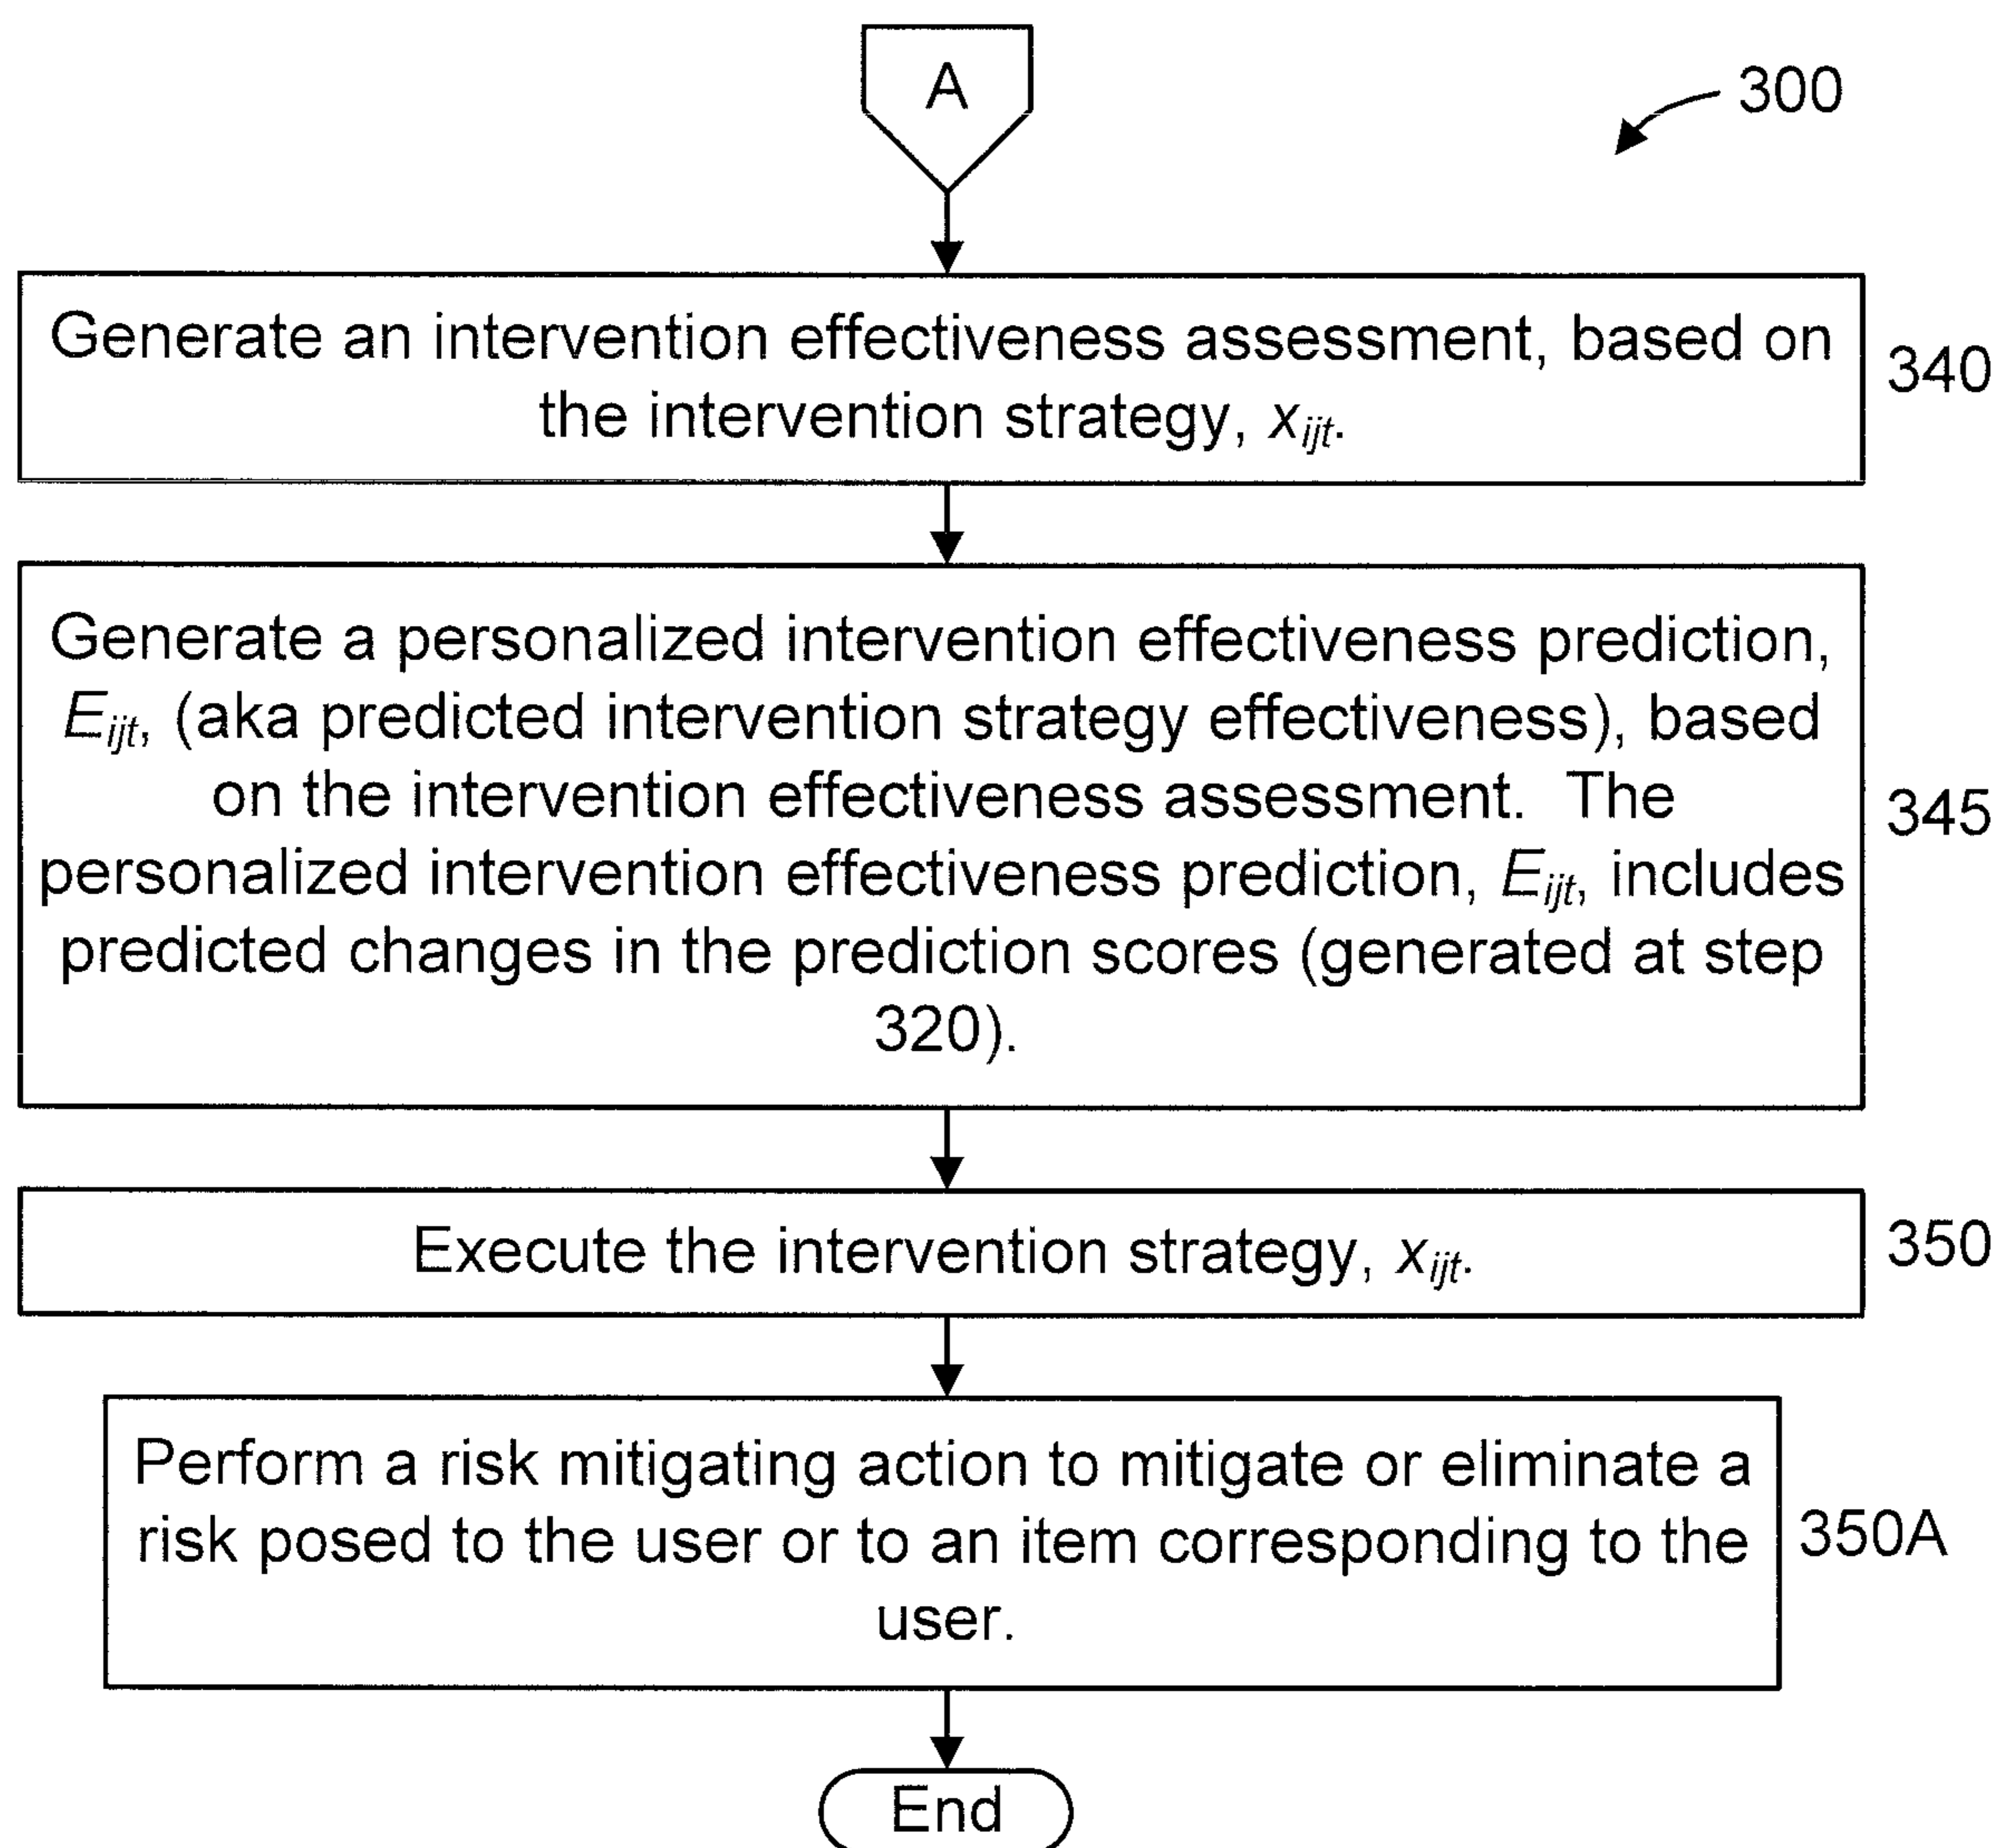 A
300
Generate an intervention effectiveness assessment, based on
the intervention strategy, xijt.
340
Generate a personalized intervention effectiveness prediction,
Eijt, (aka predicted intervention strategy effectiveness), based
on the intervention effectiveness assessment. The
personalized intervention effectiveness prediction, Eijt, includes
predicted changes in the prediction scores (generated at step
320).
345
Execute the intervention strategy, xijt.
350
Perform a risk mitigating action to mitigate or eliminate a
risk posed to the user or to an item corresponding to the
user.
350A
End